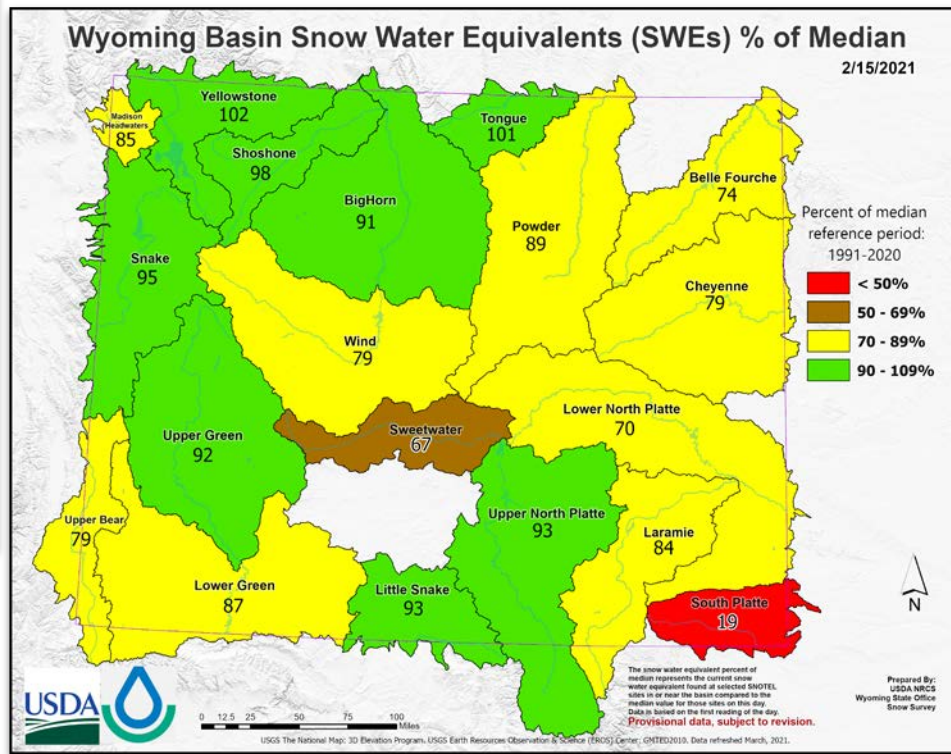 Wyoming Basin Snow Water Equivalents (SWEs) % of Median
2/15/2021
Yellowstone
102
Madison
(Headwaters
85
Tongue
101
Shoshone
98
BigHorn
91
Belle Fourche
74
Powder
89
Snake
95
Cheyenne
79
Wind
79
Lower North Platte
70
Sweetwater
67
Upper Green
92
Upper North Platte
93
Laramie
84
Upper Bear
79
Lower Green
87
Little Snake
93
South Platte
19
Percent of median
reference period:
1991-2020
< 50%
50 - 69%
70 - 89%
90 - 109%
N
USDA
0 12.5 25 50 75 100
Miles
The snow water equivalent percent of
median represents the current snow
water equivalent found at selected SNOTEL
sites in or near the basin compared to the
median value for those sites on this day.
Data is based on the first reading of the day.
Provisional data, subject to revision.
Prepared By:
USDA NRCS
Wyoming State Office
Snow Survey
USGS The National Map: 3D Elevation Program. USGS Earth Resources Observation & Science (EROS) Center: GMTED2010. Data refreshed March, 2021.